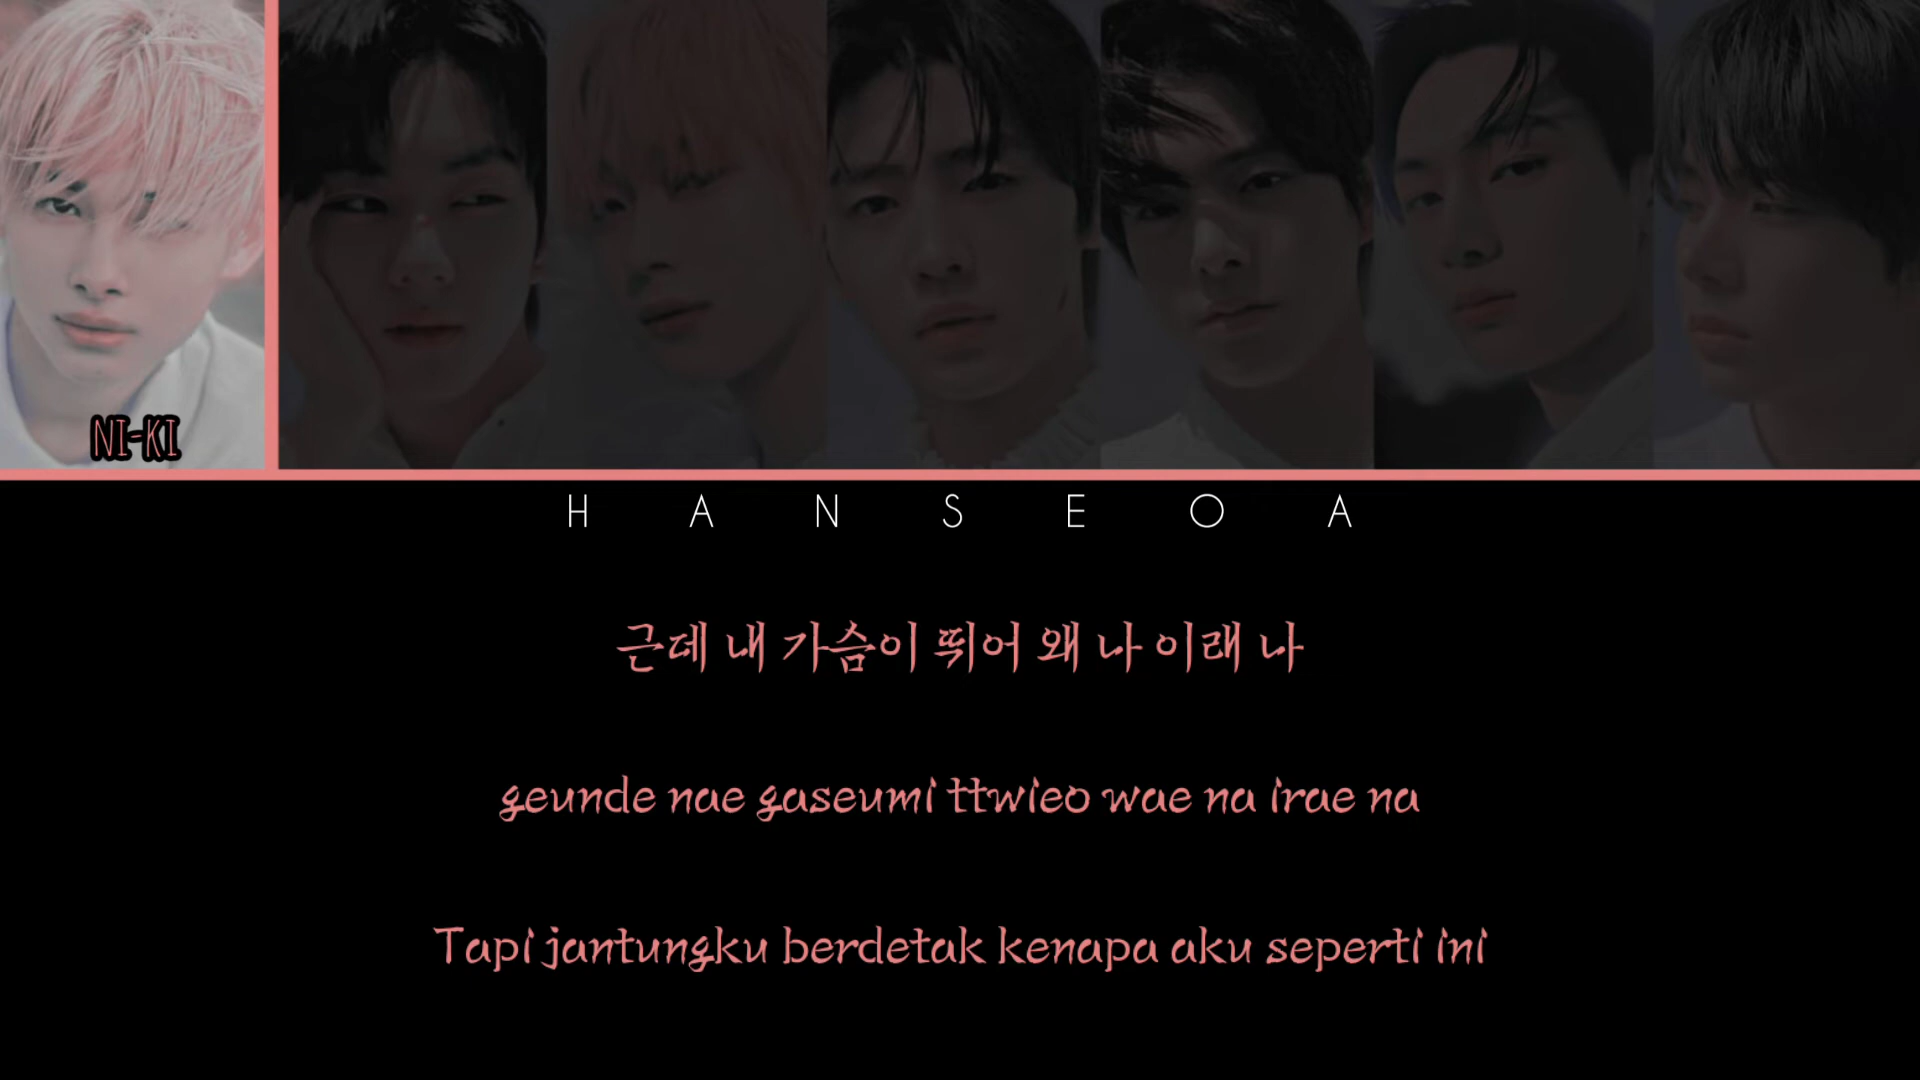 NI-KI
HANSEOA
근데 내 가슴이 뛰어 왜 나 이래 나
geunde nae gaseumi ttwieo wae na irae na
Tapi jantungku berdetak kenapa aku seperti ini